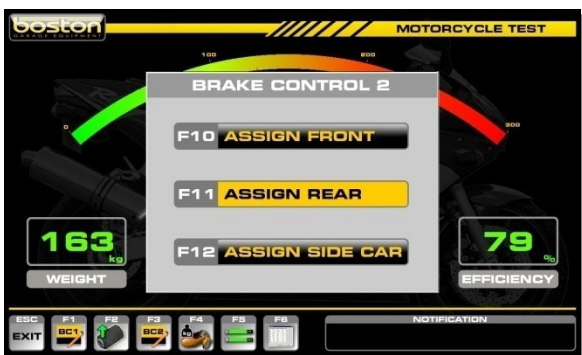 boston
GARAGE EQUIPMENT
MOTORCYCLE TEST
0
100
200
300
BRAKE CONTROL 2
F10 ASSIGN FRONT
F11 ASSIGN REAR
F12 ASSIGN SIDE CAR
163 kg
WEIGHT
79 %
EFFICIENCY
ESC F1 F2 F3 F4 F5 F6
EXIT BC1 BC2
NOTIFICATION